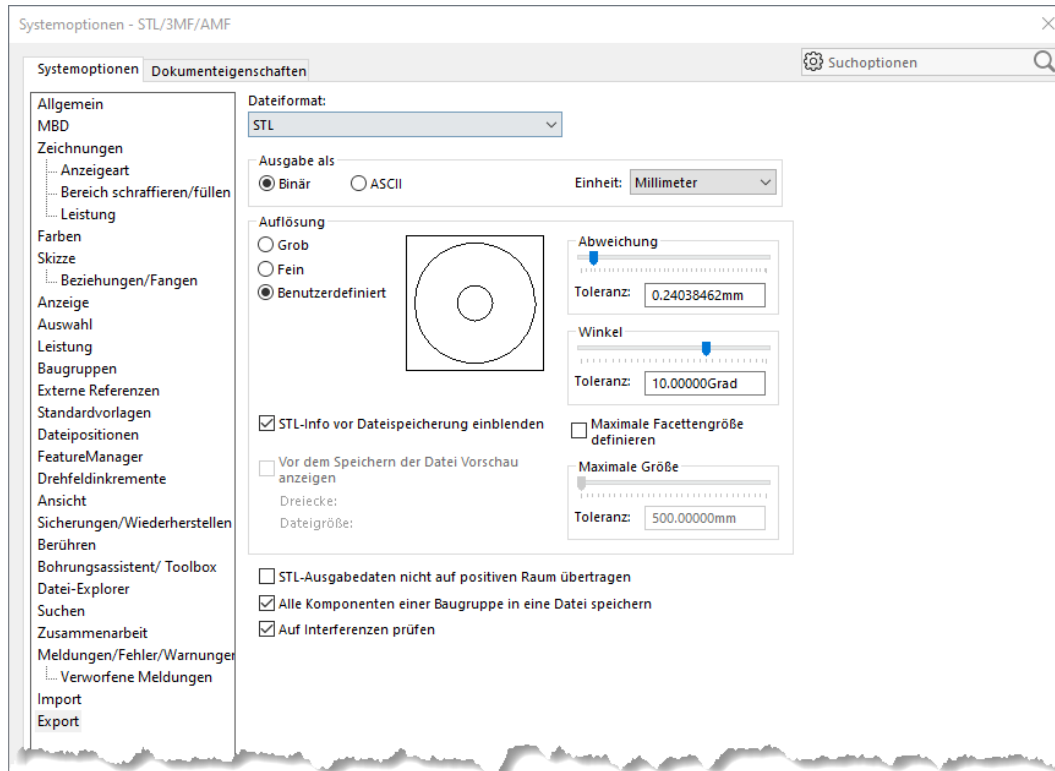 Systemoptionen - STL/3MF/AMF
Systemoptionen
Dokumenteigenschaften
Suchoptionen
Allgemein
MBD
Zeichnungen
Anzeigeart
Bereich schraffieren/füllen
Leistung
Farben
Skizze
Beziehungen/Fangen
Anzeige
Auswahl
Leistung
Baugruppen
Externe Referenzen
Standardvorlagen
Dateipositionen
FeatureManager
Drehfeldinkremente
Ansicht
Sicherungen/Wiederherstellen
Berühren
Bohrungsassistent/ Toolbox
Datei-Explorer
Suchen
Zusammenarbeit
Meldungen/Fehler/Warnunger
Verworfene Meldungen
Import
Export
Dateiformat:
STL
Ausgabe als
Binär
ASCII
Einheit:
Millimeter
Auflösung
Grob
Fein
Benutzerdefiniert
Abweichung
Toleranz:
0.24038462mm
Winkel
Toleranz:
10.00000Grad
STL-Info vor Dateispeicherung einblenden
Maximale Facettengröße
definieren
Vor dem Speichern der Datei Vorschau
anzeigen
Dreiecke:
Dateigröße:
Maximale Größe
Toleranz:
500.00000mm
STL-Ausgabedaten nicht auf positiven Raum übertragen
Alle Komponenten einer Baugruppe in eine Datei speichern
Auf Interferenzen prüfen